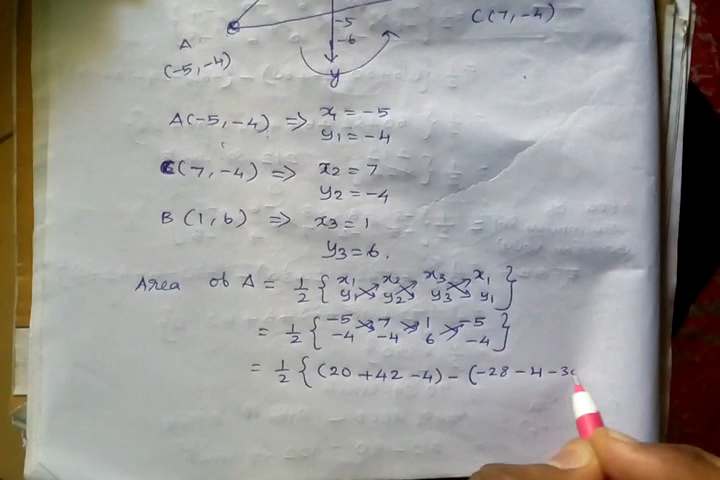 -5
C(7,-4)
-6
A
(-5,-4)
y
A(-5,-4) => x1 = -5
y1 = -4
C(7,-4) => x2 = 7
y2 = -4
B (1,6) => x3 = 1
y3 = 6.
Area of Δ = 1/2 { x1 x2 x3 x1
y1 y2 y3 y1 }
= 1/2 { -5 7 1 -5
-4 -4 6 -4 }
= 1/2 { (20 +42 -4) - (-28 -4 -30